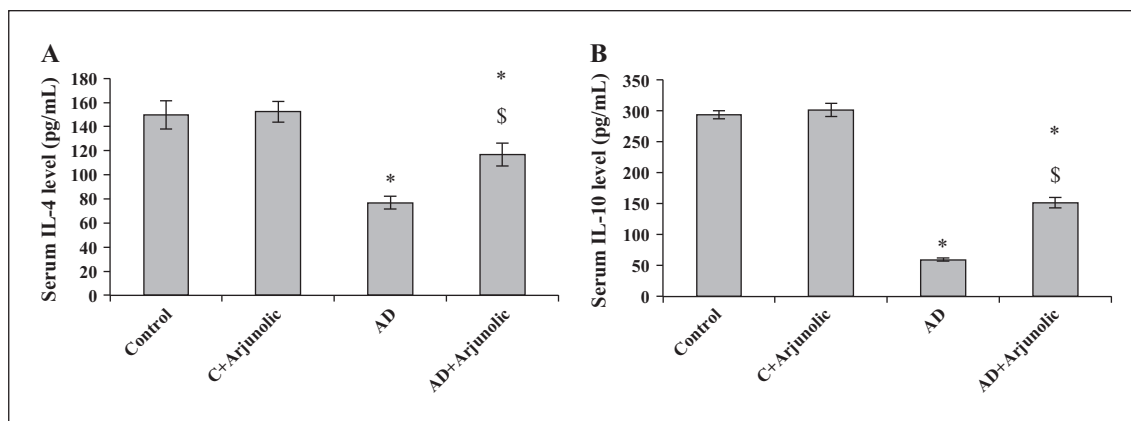 A
Serum IL-4 level (pg/mL)
180
160
140
120
100
80
60
40
20
0
*
*
$
Control
C+Arjunolic
AD
AD+Arjunolic
B
Serum IL-10 level (pg/mL)
350
300
250
200
150
100
50
0
*
*
$
Control
C+Arjunolic
AD
AD+Arjunolic